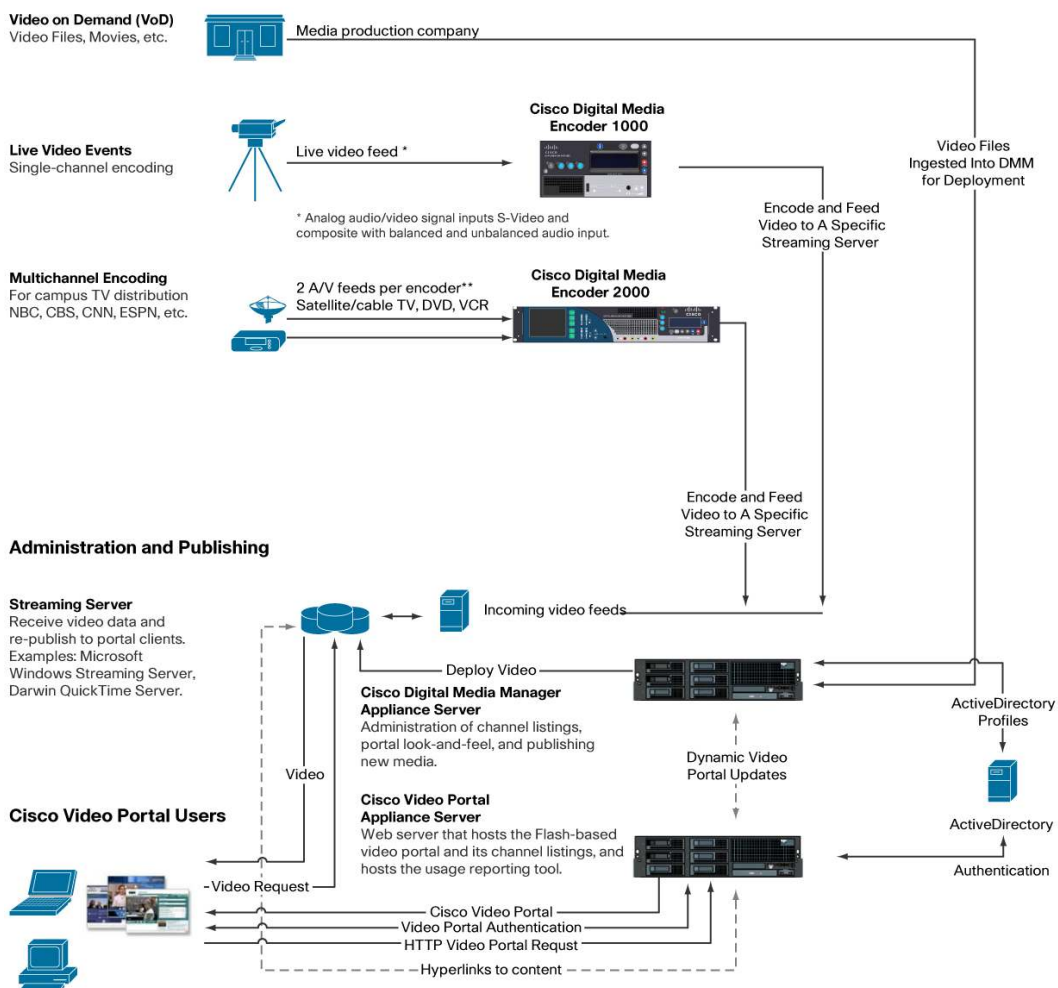 Video on Demand (VoD)
Video Files, Movies, etc.
Media production company
Cisco Digital Media
Encoder 1000
Live Video Events
Single-channel encoding
Live video feed *
Video Files
Ingested Into DMM
for Deployment
* Analog audio/video signal inputs S-Video and
composite with balanced and unbalanced audio input.
Encode and Feed
Video to A Specific
Streaming Server
Multichannel Encoding
For campus TV distribution
NBC, CBS, CNN, ESPN, etc.
2 A/V feeds per encoder**
Satellite/cable TV, DVD, VCR
Cisco Digital Media
Encoder 2000
Encode and Feed
Video to A Specific
Streaming Server
Administration and Publishing
Streaming Server
Receive video data and
re-publish to portal clients.
Examples: Microsoft
Windows Streaming Server,
Darwin QuickTime Server.
Incoming video feeds
Deploy Video
Cisco Digital Media Manager
Appliance Server
Administration of channel listings,
portal look-and-feel, and publishing
new media.
ActiveDirectory
Profiles
Dynamic Video
Portal Updates
Video
Cisco Video Portal Users
Cisco Video Portal
Appliance Server
Web server that hosts the Flash-based
video portal and its channel listings, and
hosts the usage reporting tool.
ActiveDirectory
Authentication
Video Request
Cisco Video Portal
Video Portal Authentication
HTTP Video Portal Requst
Hyperlinks to content